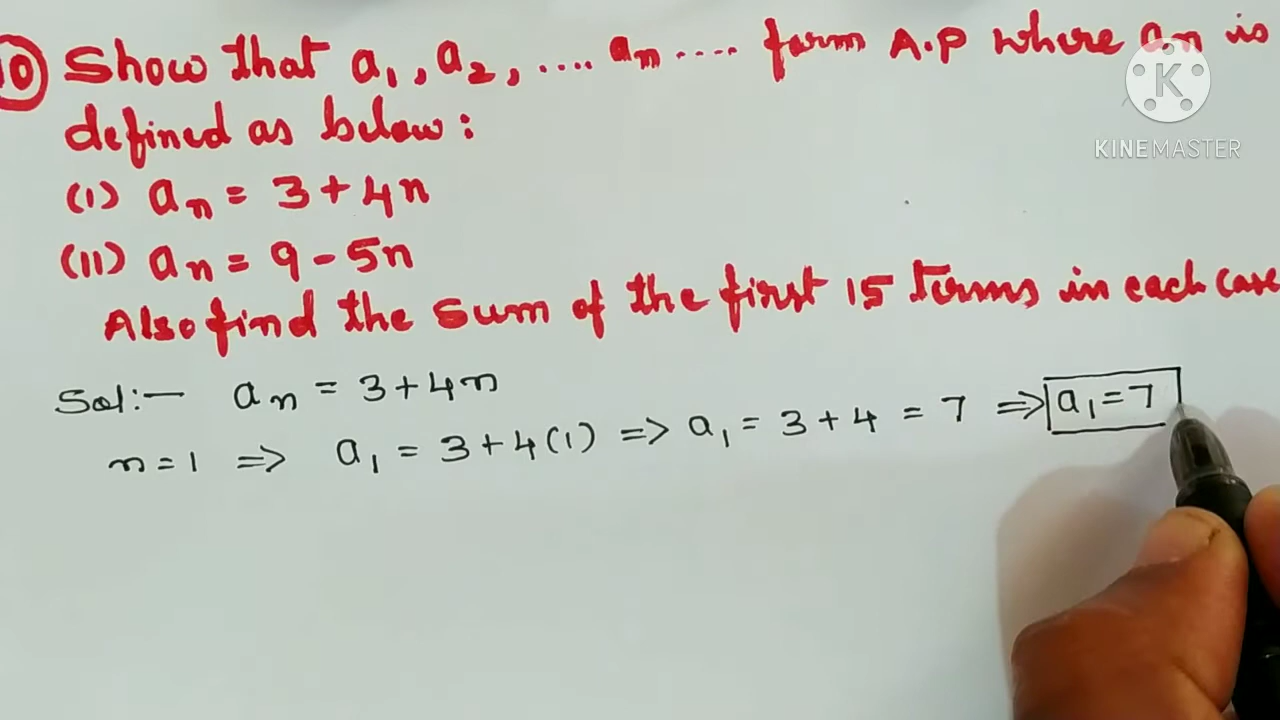 10 Show that a₁, a₂, .... aₙ .... form A.P where aₙ is
defined as below:
(I) aₙ = 3 + 4n
(II) aₙ = 9 - 5n
Also find the sum of the first 15 terms in each case
Sol:- aₙ = 3 + 4n
n = 1 ⇒ a₁ = 3 + 4(1) ⇒ a₁ = 3 + 4 = 7 ⇒ a₁ = 7
K
KINEMASTER